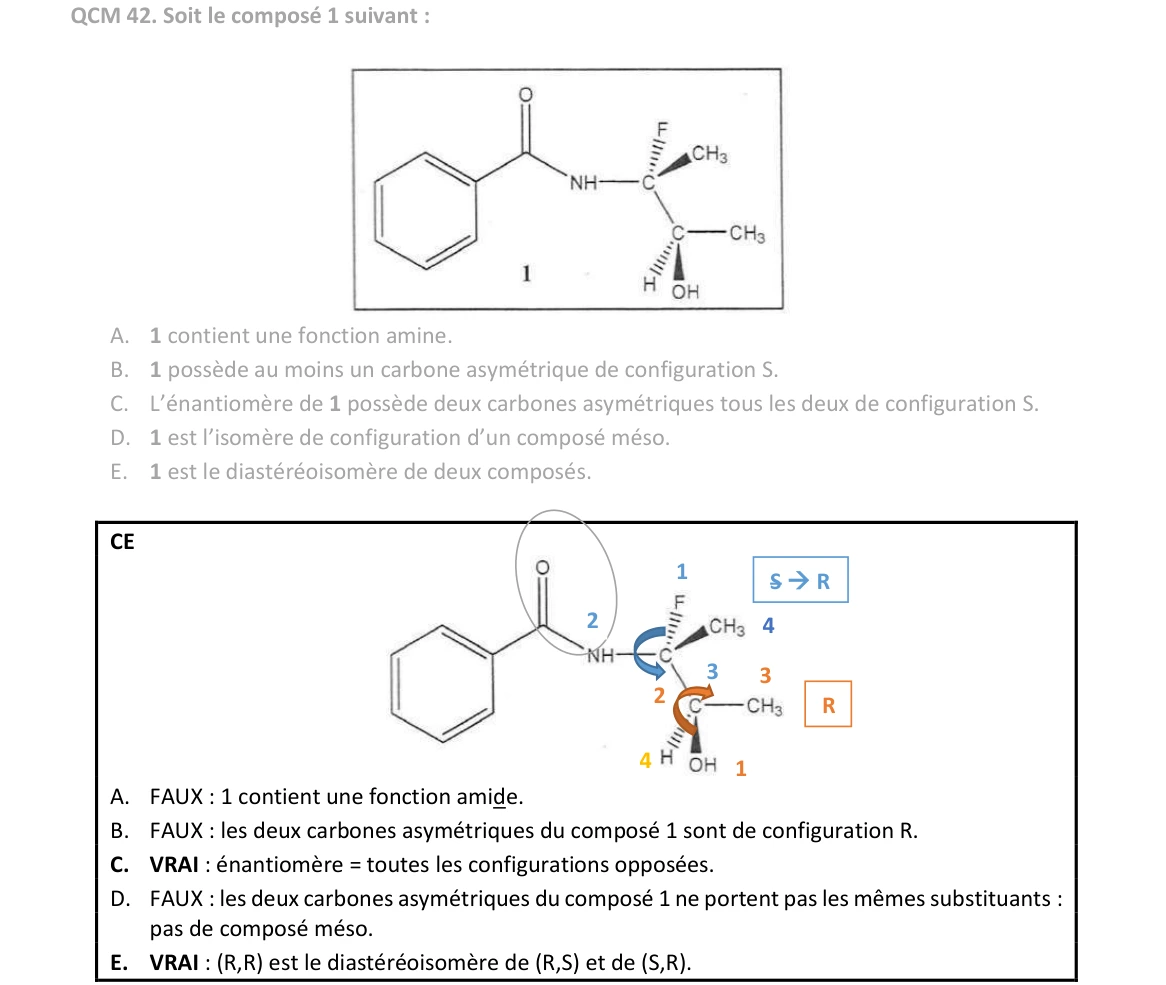 QCM 42. Soit le composé 1 suivant :
O
F
CH3
NH
C
C
CH3
H
OH
1
A. 1 contient une fonction amine.
B. 1 possède au moins un carbone asymétrique de configuration S.
C. L’énantiomère de 1 possède deux carbones asymétriques tous les deux de configuration S.
D. 1 est l’isomère de configuration d’un composé méso.
E. 1 est le diastéréoisomère de deux composés.
CE
O
1
S → R
F
2
CH3 4
NH
C
3
3
2
C
CH3
R
4 H
OH 1
A. FAUX : 1 contient une fonction amide.
B. FAUX : les deux carbones asymétriques du composé 1 sont de configuration R.
C. VRAI : énantiomère = toutes les configurations opposées.
D. FAUX : les deux carbones asymétriques du composé 1 ne portent pas les mêmes substituants :
pas de composé méso.
E. VRAI : (R,R) est le diastéréoisomère de (R,S) et de (S,R).